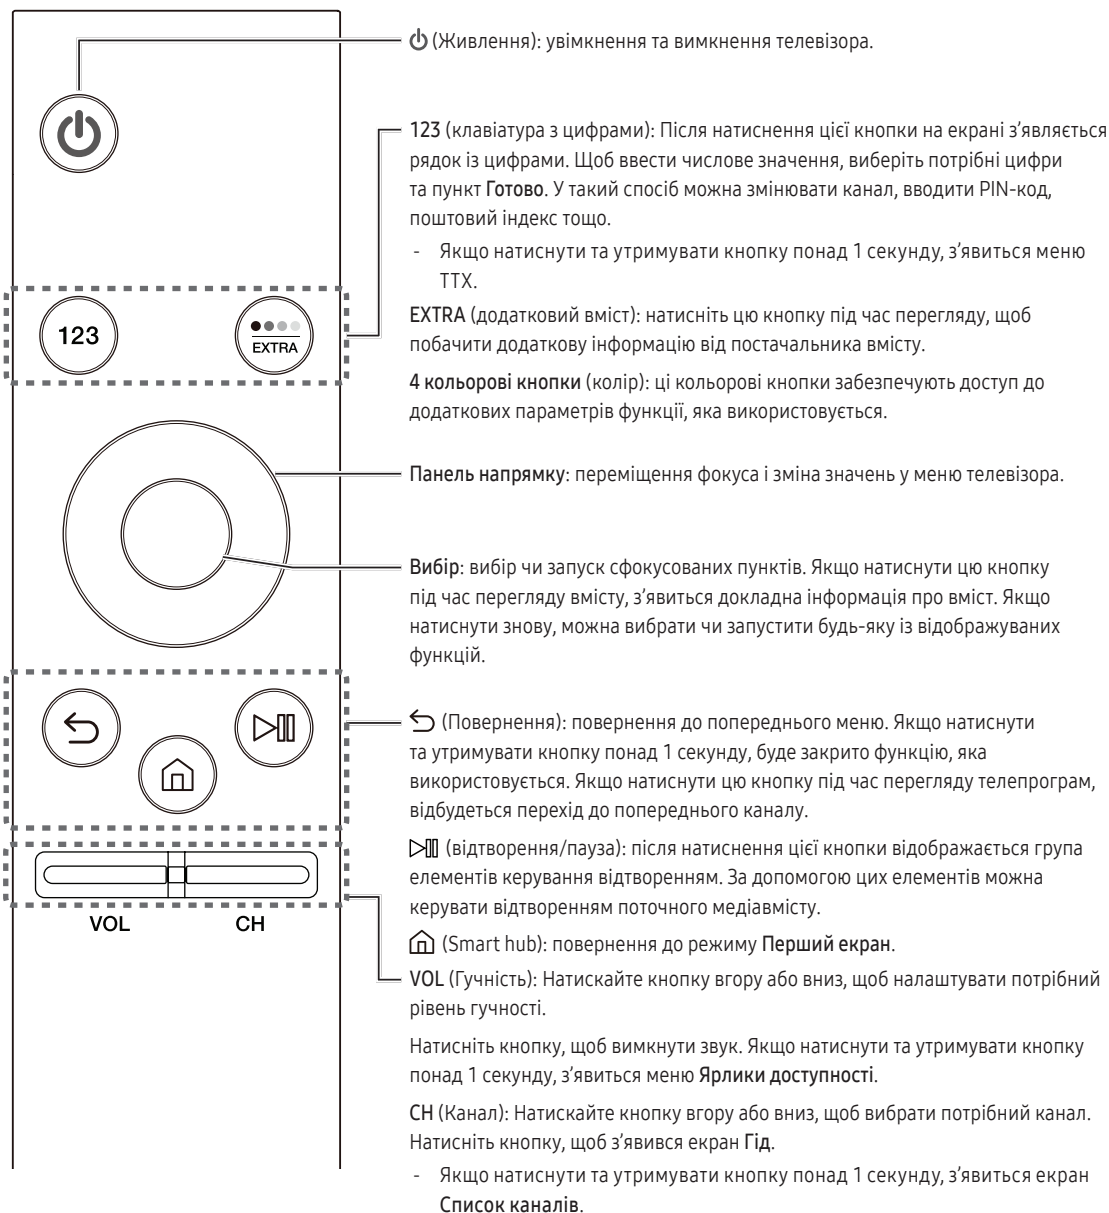 (Живлення): увімкнення та вимкнення телевізора.
123 (клавіатура з цифрами): Після натиснення цієї кнопки на екрані з’являється
рядок із цифрами. Щоб ввести числове значення, виберіть потрібні цифри
та пункт Готово. У такий спосіб можна змінювати канал, вводити PIN-код,
поштовий індекс тощо.
- Якщо натиснути та утримувати кнопку понад 1 секунду, з’явиться меню
TTX.
123
EXTRA
EXTRA (додатковий вміст): натисніть цю кнопку під час перегляду, щоб
побачити додаткову інформацію від постачальника вмісту.
4 кольорові кнопки (колір): ці кольорові кнопки забезпечують доступ до
додаткових параметрів функції, яка використовується.
Панель напрямку: переміщення фокуса і зміна значень у меню телевізора.
Вибір: вибір чи запуск сфокусованих пунктів. Якщо натиснути цю кнопку
під час перегляду вмісту, з’явиться докладна інформація про вміст. Якщо
натиснути знову, можна вибрати чи запустити будь-яку із відображуваних
функцій.
(Повернення): повернення до попереднього меню. Якщо натиснути
та утримувати кнопку понад 1 секунду, буде закрито функцію, яка
використовується. Якщо натиснути цю кнопку під час перегляду телепрограм,
відбудеться перехід до попереднього каналу.
(відтворення/пауза): після натиснення цієї кнопки відображається група
елементів керування відтворенням. За допомогою цих елементів можна
керувати відтворенням поточного медіавмісту.
VOL CH
(Smart hub): повернення до режиму Перший екран.
VOL (Гучність): Натискайте кнопку вгору або вниз, щоб налаштувати потрібний
рівень гучності.
Натисніть кнопку, щоб вимкнути звук. Якщо натиснути та утримувати кнопку
понад 1 секунду, з’явиться меню Ярлики доступності.
CH (Канал): Натискайте кнопку вгору або вниз, щоб вибрати потрібний канал.
Натисніть кнопку, щоб з’явився екран Гід.
- Якщо натиснути та утримувати кнопку понад 1 секунду, з’явиться екран
Список каналів.